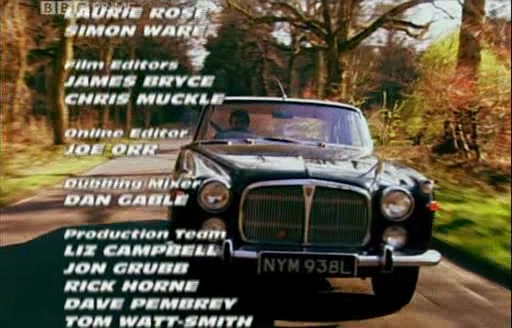 BBC
LAURIE ROSE
SIMON WARE
Film Editors
JAMES BRYCE
CHRIS MUCKLE
Online Editor
JOE ORR
Dubbing Mixer
DAN GABLE
Production Team
LIZ CAMPBELL
JON GRUBB
RICK HORNE
DAVE PEMBREY
TOM WATT-SMITH
NYM 938L